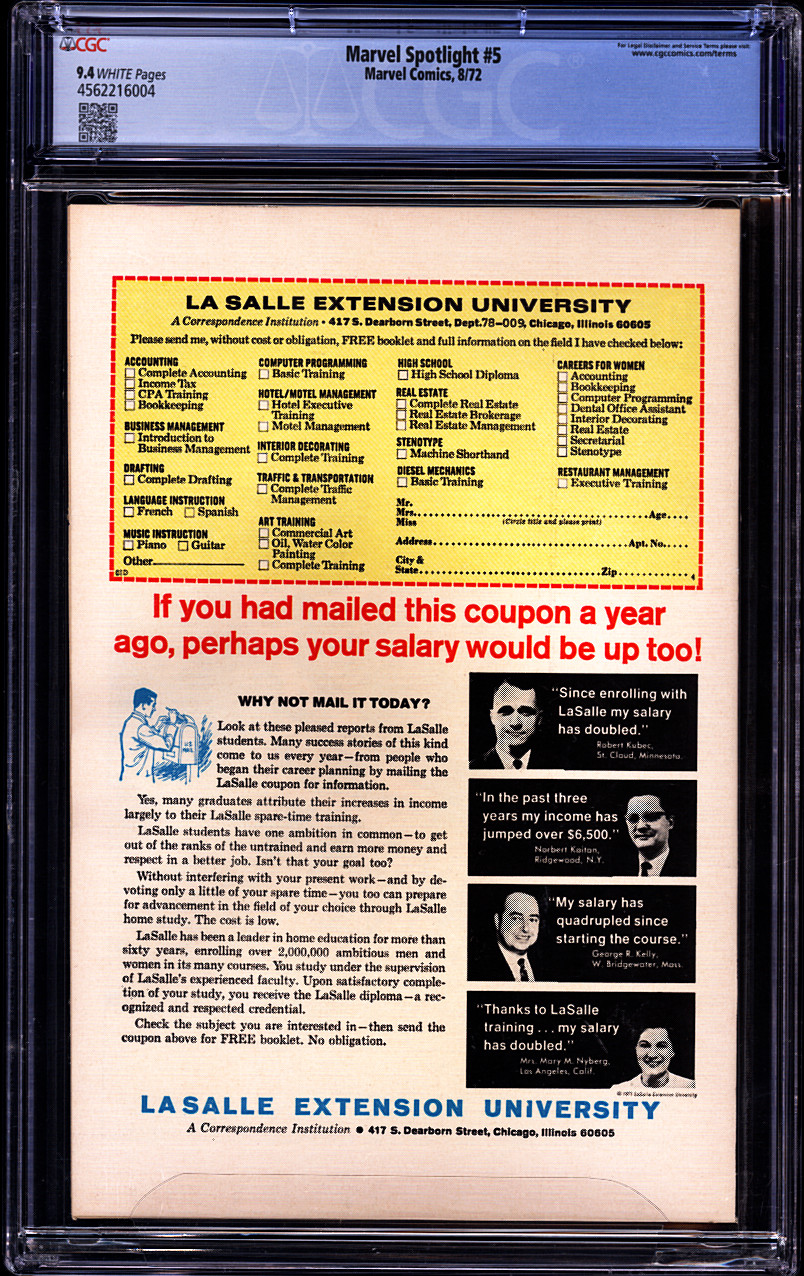 CGC
Marvel Spotlight #5
Marvel Comics, 8/72
For Legal Disclaimer and Service Terms please visit:
www.cgccomics.com/terms
9.4 WHITE Pages
4562216004
CGC
LA SALLE EXTENSION UNIVERSITY
A Correspondence Institution • 417 S. Dearborn Street, Dept.78-009, Chicago, Illinois 60605
Please send me, without cost or obligation, FREE booklet and full information on the field I have checked below:
ACCOUNTING
Complete Accounting
Income Tax
CPA Training
Bookkeeping
BUSINESS MANAGEMENT
Introduction to
Business Management
DRAFTING
Complete Drafting
LANGUAGE INSTRUCTION
French Spanish
MUSIC INSTRUCTION
Piano Guitar
Other
COMPUTER PROGRAMMING
Basic Training
HOTEL/MOTEL MANAGEMENT
Hotel Executive
Training
Motel Management
INTERIOR DECORATING
Complete Training
TRAFFIC & TRANSPORTATION
Complete Traffic
Management
ART TRAINING
Commercial Art
Oil, Water Color
Painting
Complete Training
HIGH SCHOOL
High School Diploma
REAL ESTATE
Complete Real Estate
Real Estate Brokerage
Real Estate Management
STENOTYPE
Machine Shorthand
DIESEL MECHANICS
Basic Training
CAREERS FOR WOMEN
Accounting
Bookkeeping
Computer Programming
Dental Office Assistant
Interior Decorating
Real Estate
Secretarial
Stenotype
RESTAURANT MANAGEMENT
Executive Training
Mr.
Mrs. Age
Miss (Circle title and please print)
Address Apt. No.
City &
State Zip
If you had mailed this coupon a year
ago, perhaps your salary would be up too!
WHY NOT MAIL IT TODAY?
U.S.
MAIL
Look at these pleased reports from LaSalle
students. Many success stories of this kind
come to us every year—from people who
began their career planning by mailing the
LaSalle coupon for information.
Yes, many graduates attribute their increases in income
largely to their LaSalle spare-time training.
LaSalle students have one ambition in common—to get
out of the ranks of the untrained and earn more money and
respect in a better job. Isn't that your goal too?
Without interfering with your present work—and by de-
voting only a little of your spare time—you too can prepare
for advancement in the field of your choice through LaSalle
home study. The cost is low.
LaSalle has been a leader in home education for more than
sixty years, enrolling over 2,000,000 ambitious men and
women in its many courses. You study under the supervision
of LaSalle's experienced faculty. Upon satisfactory comple-
tion of your study, you receive the LaSalle diploma—a rec-
ognized and respected credential.
Check the subject you are interested in—then send the
coupon above for FREE booklet. No obligation.
"Since enrolling with
LaSalle my salary
has doubled."
Robert Kubec,
St. Cloud, Minnesota.
"In the past three
years my income has
jumped over $6,500."
Norbert Kaitan,
Ridgewood, N.Y.
"My salary has
quadrupled since
starting the course."
George R. Kelly,
W. Bridgewater, Mass.
"Thanks to LaSalle
training . . . my salary
has doubled."
Mrs. Mary M. Nyberg,
Los Angeles, Calif.
© 1971 LaSalle Extension University
LASALLE EXTENSION UNIVERSITY
A Correspondence Institution • 417 S. Dearborn Street, Chicago, Illinois 60605